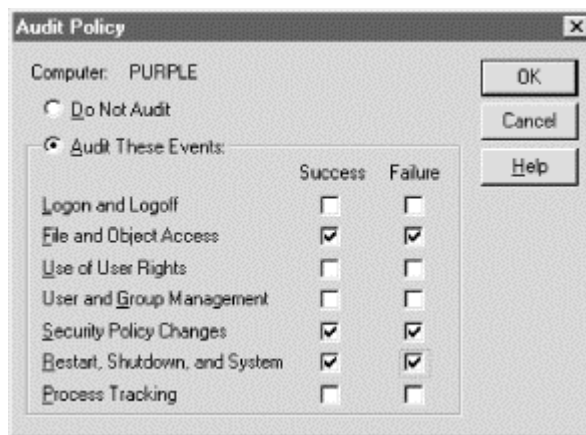 Audit Policy
Computer: PURPLE
OK
Do Not Audit
Cancel
Audit These Events:
Help
Success Failure
Logon and Logoff
File and Object Access
Use of User Rights
User and Group Management
Security Policy Changes
Restart, Shutdown, and System
Process Tracking